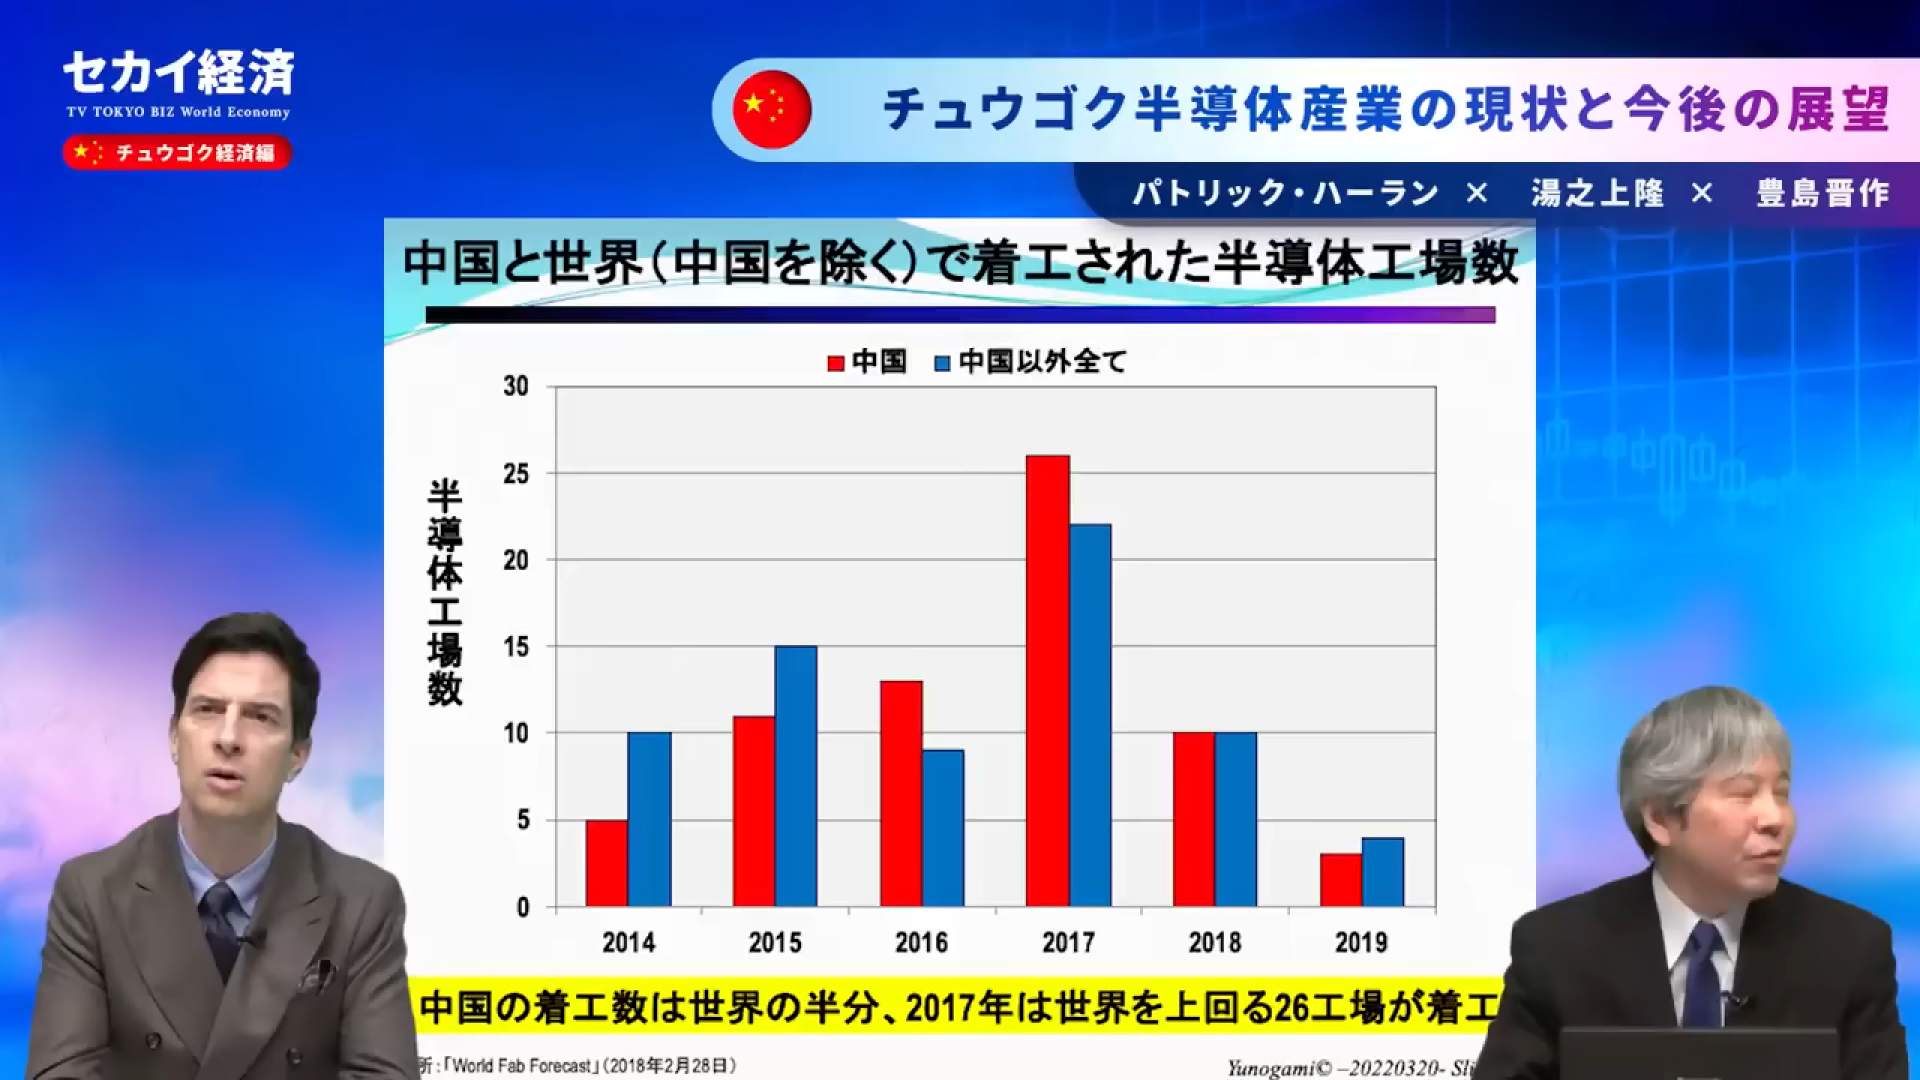 セカイ経済
TV TOKYO BIZ World Economy
チュウゴク経済編
チュウゴク半導体産業の現状と今後の展望
パトリック・ハーラン × 湯之上隆 × 豊島晋作
中国と世界（中国を除く）で着工された半導体工場数
中国 中国以外全て
半導体工場数
30
25
20
15
10
5
0
2014 2015 2016 2017 2018 2019
中国の着工数は世界の半分、2017年は世界を上回る26工場が着工
所：「World Fab Forecast」（2018年2月28日）
Yunogami© –20220320-